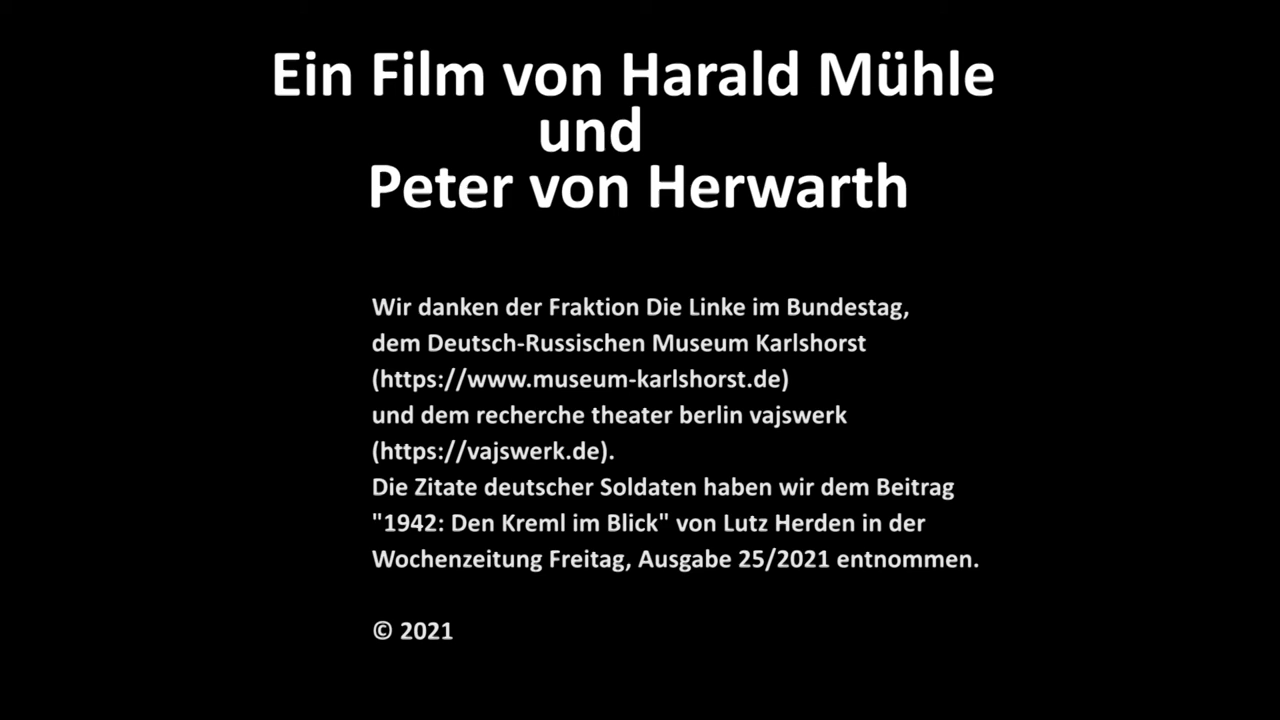 Ein Film von Harald Mühle
und
Peter von Herwarth
Wir danken der Fraktion Die Linke im Bundestag,
dem Deutsch-Russischen Museum Karlshorst
(https://www.museum-karlshorst.de)
und dem recherche theater berlin vajswerk
(https://vajswerk.de).
Die Zitate deutscher Soldaten haben wir dem Beitrag
"1942: Den Kreml im Blick" von Lutz Herden in der
Wochenzeitung Freitag, Ausgabe 25/2021 entnommen.
© 2021